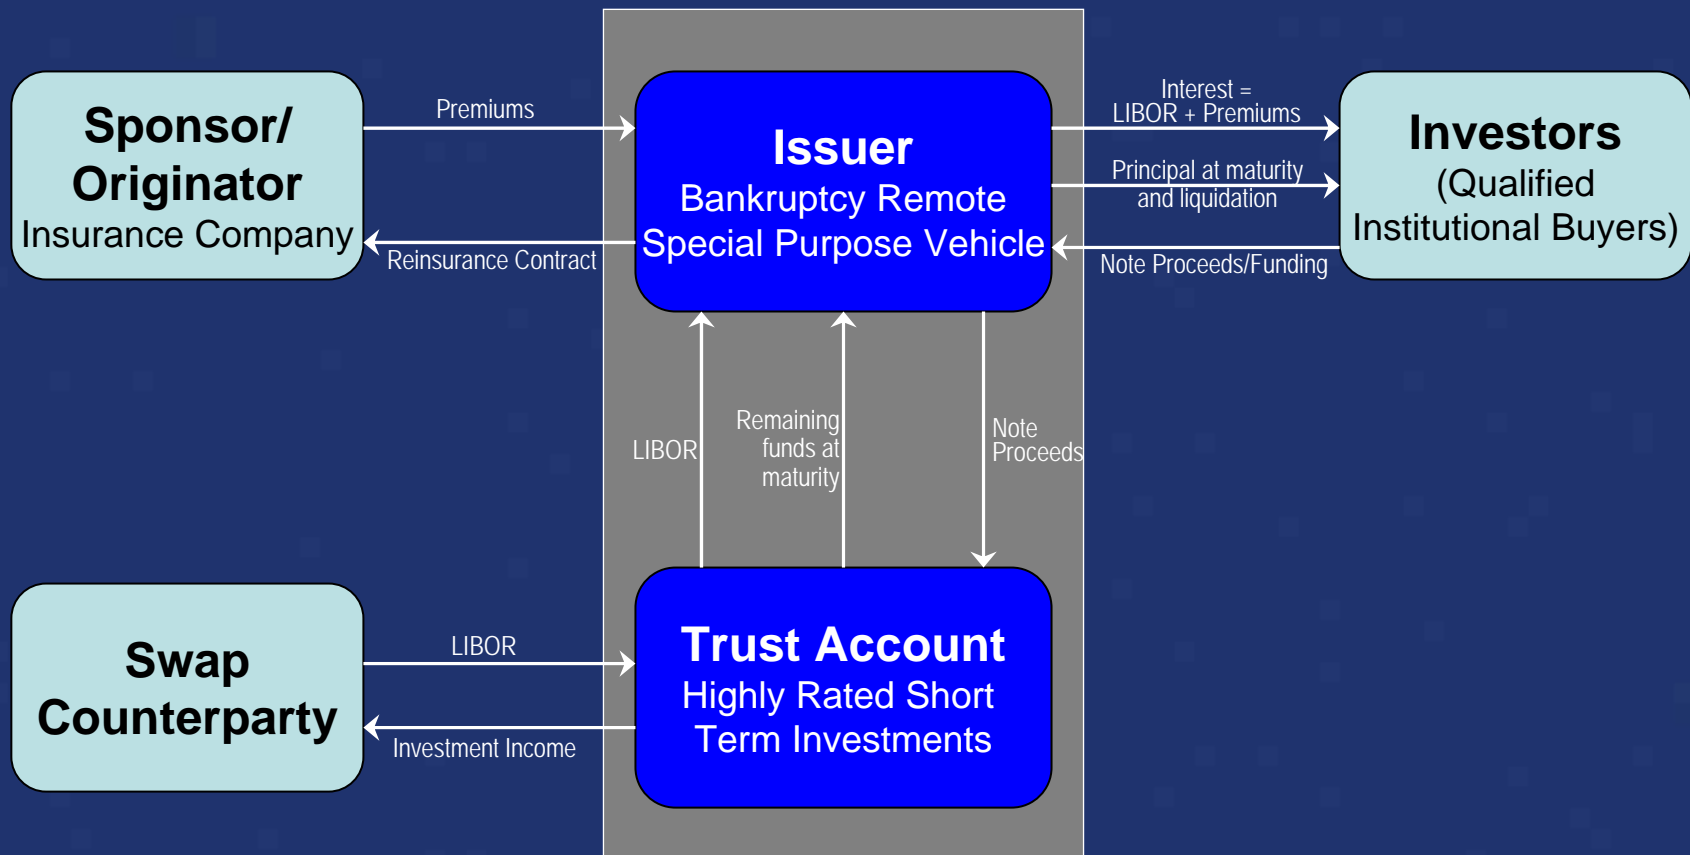 Sponsor/
Originator
Insurance Company
Premiums
Reinsurance Contract
Issuer
Bankruptcy Remote
Special Purpose Vehicle
Interest =
LIBOR + Premiums
Principal at maturity
and liquidation
Note Proceeds/Funding
Investors
(Qualified
Institutional Buyers)
LIBOR
Remaining
funds at
maturity
Note
Proceeds
Swap
Counterparty
LIBOR
Investment Income
Trust Account
Highly Rated Short
Term Investments